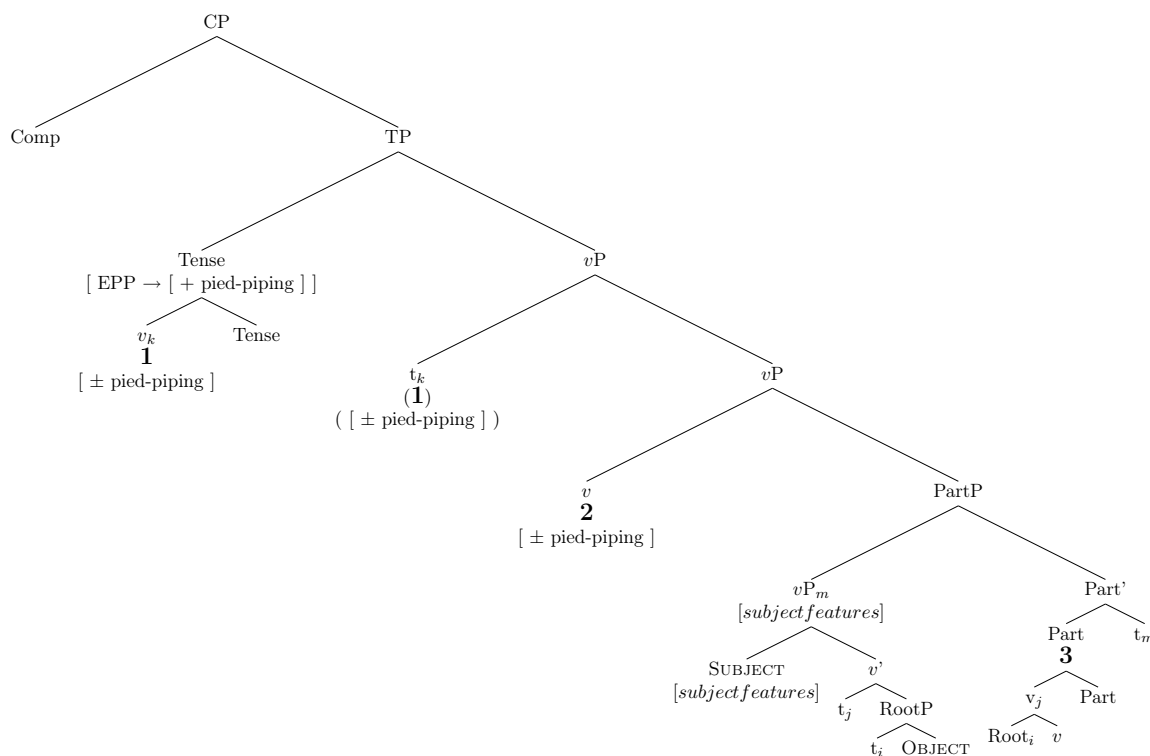 CP
Comp TP
Tense vP
[ EPP → [ + pied-piping ] ]
v_k Tense t_k vP
1 (1)
[ ± pied-piping ] ( [ ± pied-piping ] )
v PartP
2
[ ± pied-piping ]
vP_m Part'
[subjectfeatures]
Part t_m
3
SUBJECT v'
[subjectfeatures]
v_j Part
t_j RootP
Root_i v
t_i OBJECT